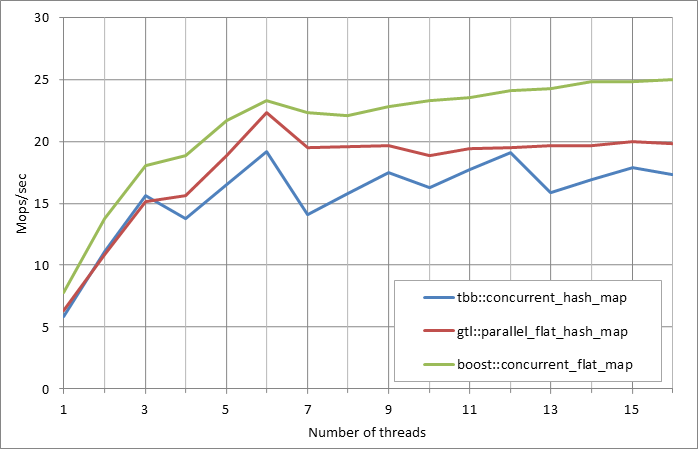 30
25
20
15
10
5
0
Mops/sec
tbb::concurrent_hash_map
gtl::parallel_flat_hash_map
boost::concurrent_flat_map
1 3 5 7 9 11 13 15
Number of threads